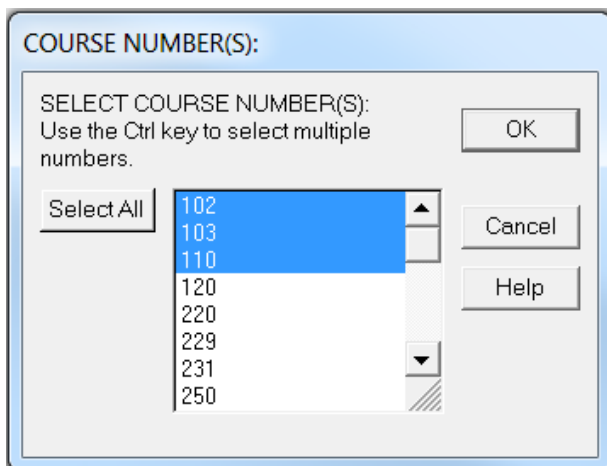 COURSE NUMBER(S):
SELECT COURSE NUMBER(S):
Use the Ctrl key to select multiple
numbers.
OK
Select All
102
103
110
120
220
229
231
250
Cancel
Help